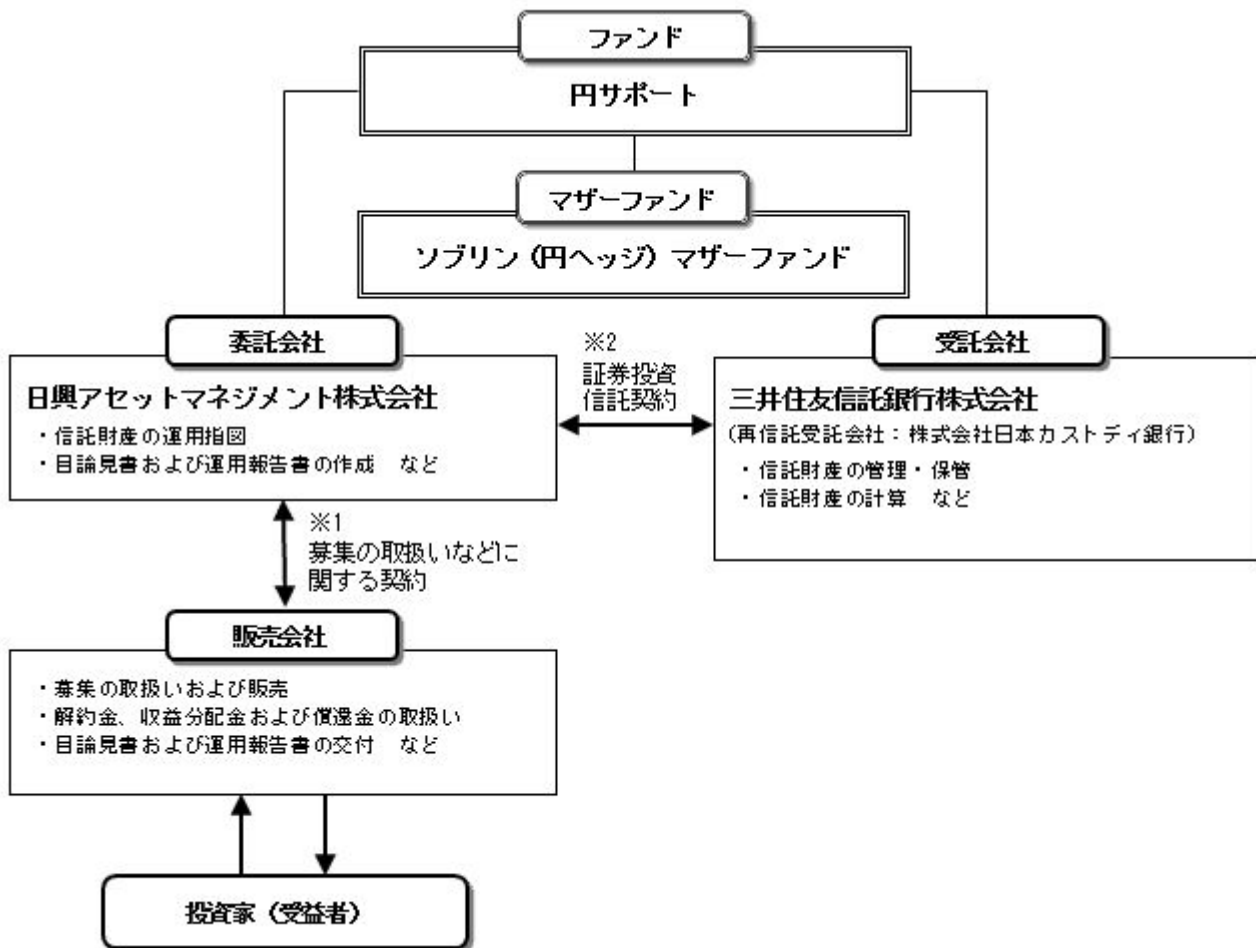 ファンド
円サポート
マザーファンド
ソブリン（円ヘッジ）マザーファンド
委託会社
日興アセットマネジメント株式会社
・信託財産の運用指図
・目論見書および運用報告書の作成　など
※2
証券投資
信託契約
受託会社
三井住友信託銀行株式会社
（再信託受託会社：株式会社日本カストディ銀行）
・信託財産の管理・保管
・信託財産の計算　など
※1
募集の取扱いなどに
関する契約
販売会社
・募集の取扱いおよび販売
・解約金、収益分配金および償還金の取扱い
・目論見書および運用報告書の交付　など
投資家（受益者）